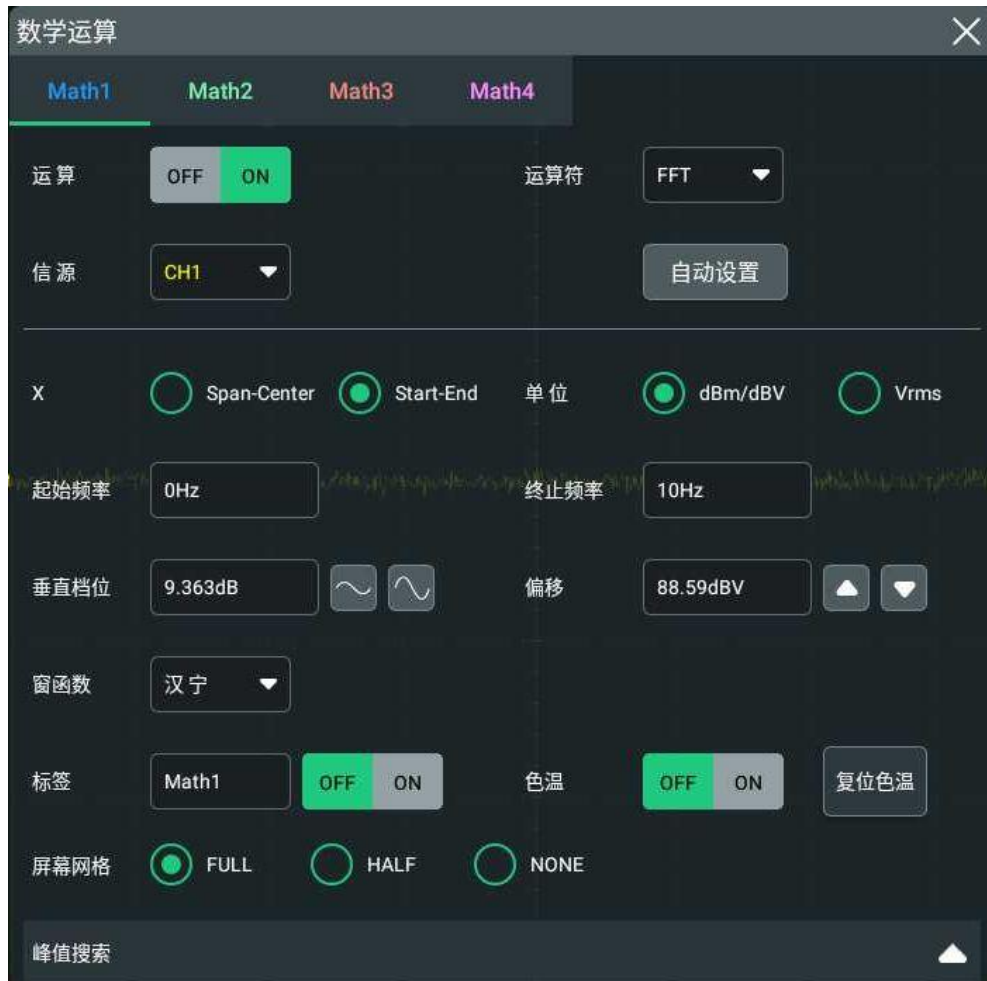 数学运算
Math1 Math2 Math3 Math4
运算 OFF ON 运算符 FFT
信源 CH1 自动设置
X Span-Center Start-End 单位 dBm/dBV Vrms
起始频率 0Hz 终止频率 10Hz
垂直档位 9.363dB 偏移 88.59dBV
窗函数 汉宁
标签 Math1 OFF ON 色温 OFF ON 复位色温
屏幕网格 FULL HALF NONE
峰值搜索